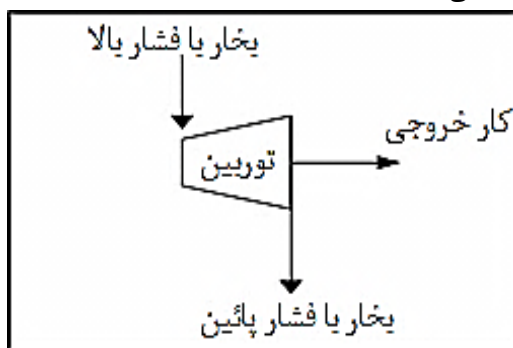 بخار با فشار بالا
کار خروجی
توربین
بخار با فشار پائین